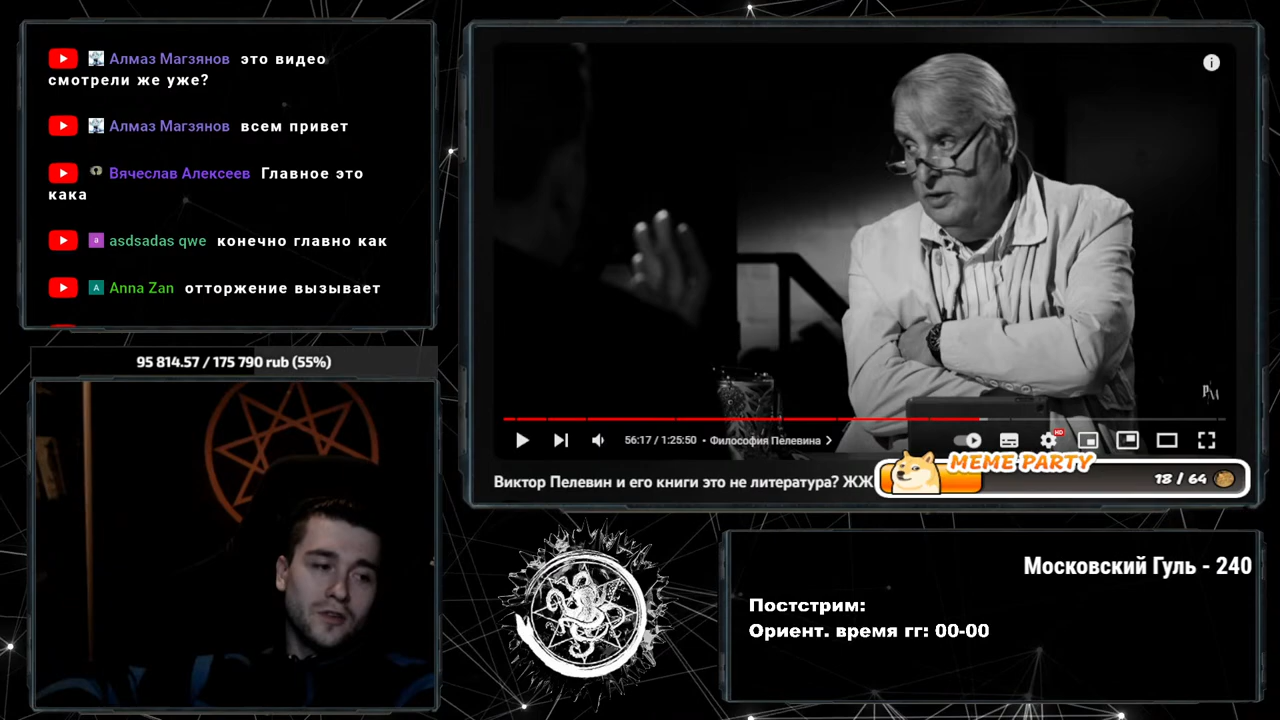 Алмаз Магзянов это видео
смотрели же уже?
Алмаз Магзянов всем привет
Вячеслав Алексеев Главное это
кака
a asdsadas qwe конечно главно как
A Anna Zan отторжение вызывает
95 814.57 / 175 790 rub (55%)
56:17 / 1:25:50 • Философия Пелевина
HD
MEME PARTY
18 / 64
Виктор Пелевин и его книги это не литература? ЖЖ
Московский Гуль - 240
Постстрим:
Ориент. время гг: 00-00